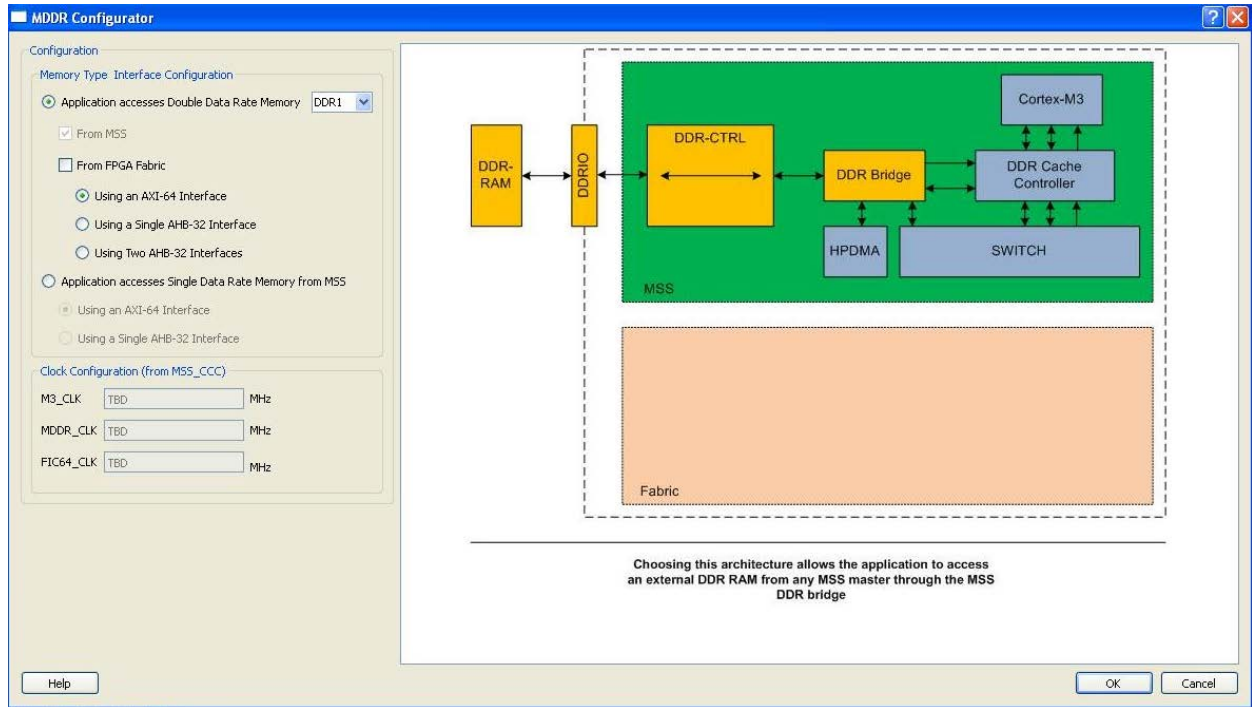 MDDR Configurator
Configuration
Memory Type Interface Configuration
Application accesses Double Data Rate Memory DDR1
From MSS
From FPGA Fabric
Using an AXI-64 Interface
Using a Single AHB-32 Interface
Using Two AHB-32 Interfaces
Application accesses Single Data Rate Memory from MSS
Using an AXI-64 Interface
Using a Single AHB-32 Interface
Clock Configuration (from MSS_CCC)
M3_CLK TBD MHz
MDDR_CLK TBD MHz
FIC64_CLK TBD MHz
DDR-
RAM
DDRIO
DDR-CTRL
DDR Bridge
Cortex-M3
DDR Cache
Controller
HPDMA
SWITCH
MSS
Fabric
Choosing this architecture allows the application to access
an external DDR RAM from any MSS master through the MSS
DDR bridge
Help
OK
Cancel